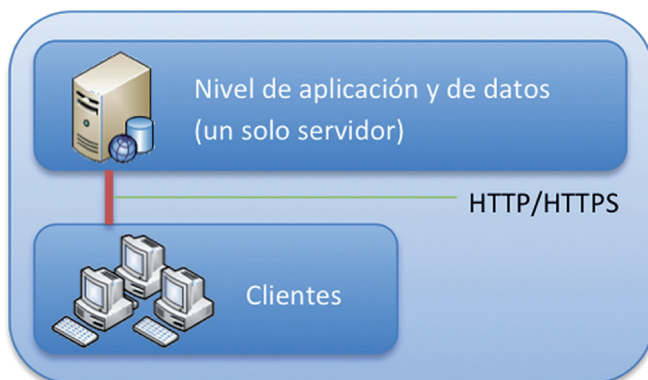 Nivel de aplicación y de datos
(un solo servidor)
HTTP/HTTPS
Clientes